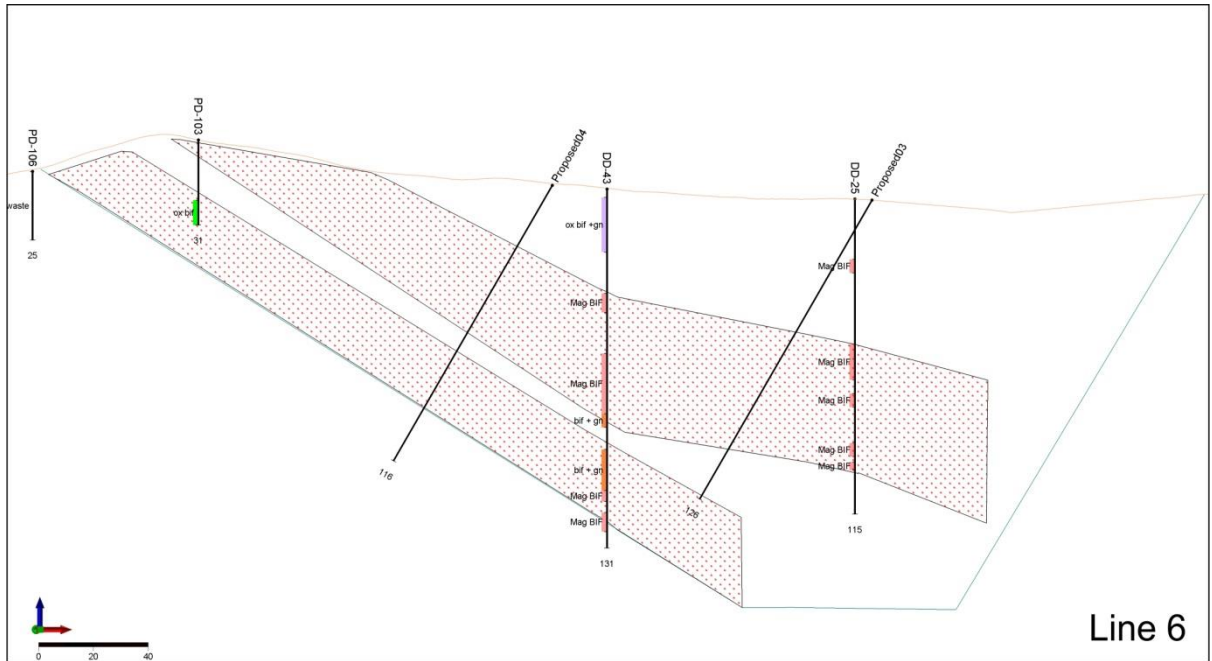 PD-106
waste
25
PD-103
ox bif
31
Proposed04
116
DD-43
ox bif +gn
Mag BIF
Mag BIF
bif + gn
bif + gn
Mag BIF
Mag BIF
131
DD-25
Mag BIF
Mag BIF
Mag BIF
Mag BIF
Mag BIF
115
Proposed03
126
0 20 40
Line 6